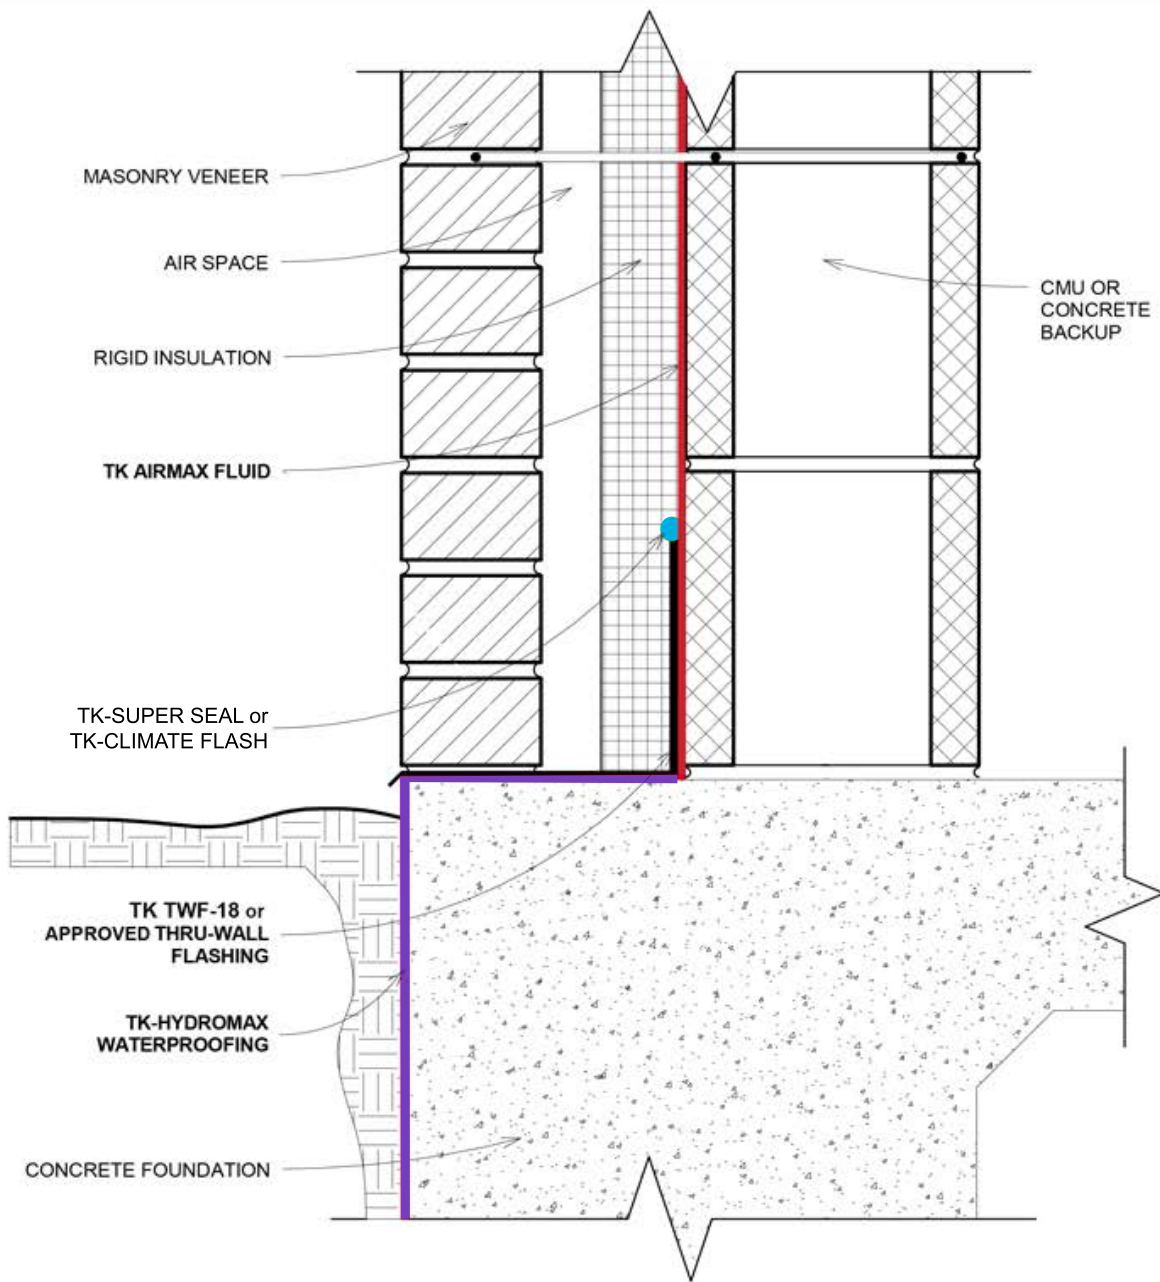 MASONRY VENEER
AIR SPACE
RIGID INSULATION
TK AIRMAX FLUID
CMU OR
CONCRETE
BACKUP
TK-SUPER SEAL or
TK-CLIMATE FLASH
TK TWF-18 or
APPROVED THRU-WALL
FLASHING
TK-HYDROMAX
WATERPROOFING
CONCRETE FOUNDATION